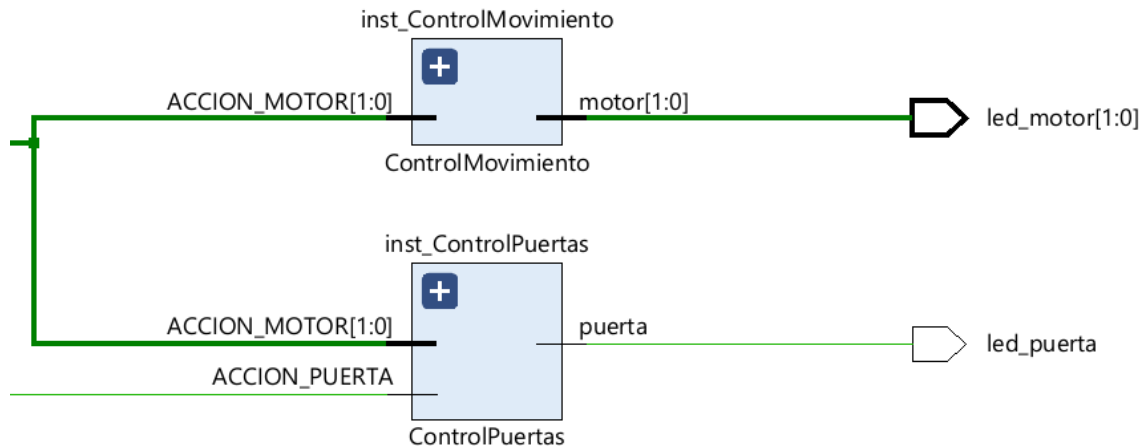 inst_ControlMovimiento
ACCION_MOTOR[1:0]
motor[1:0]
led_motor[1:0]
ControlMovimiento
inst_ControlPuertas
ACCION_MOTOR[1:0]
puerta
led_puerta
ACCION_PUERTA
ControlPuertas